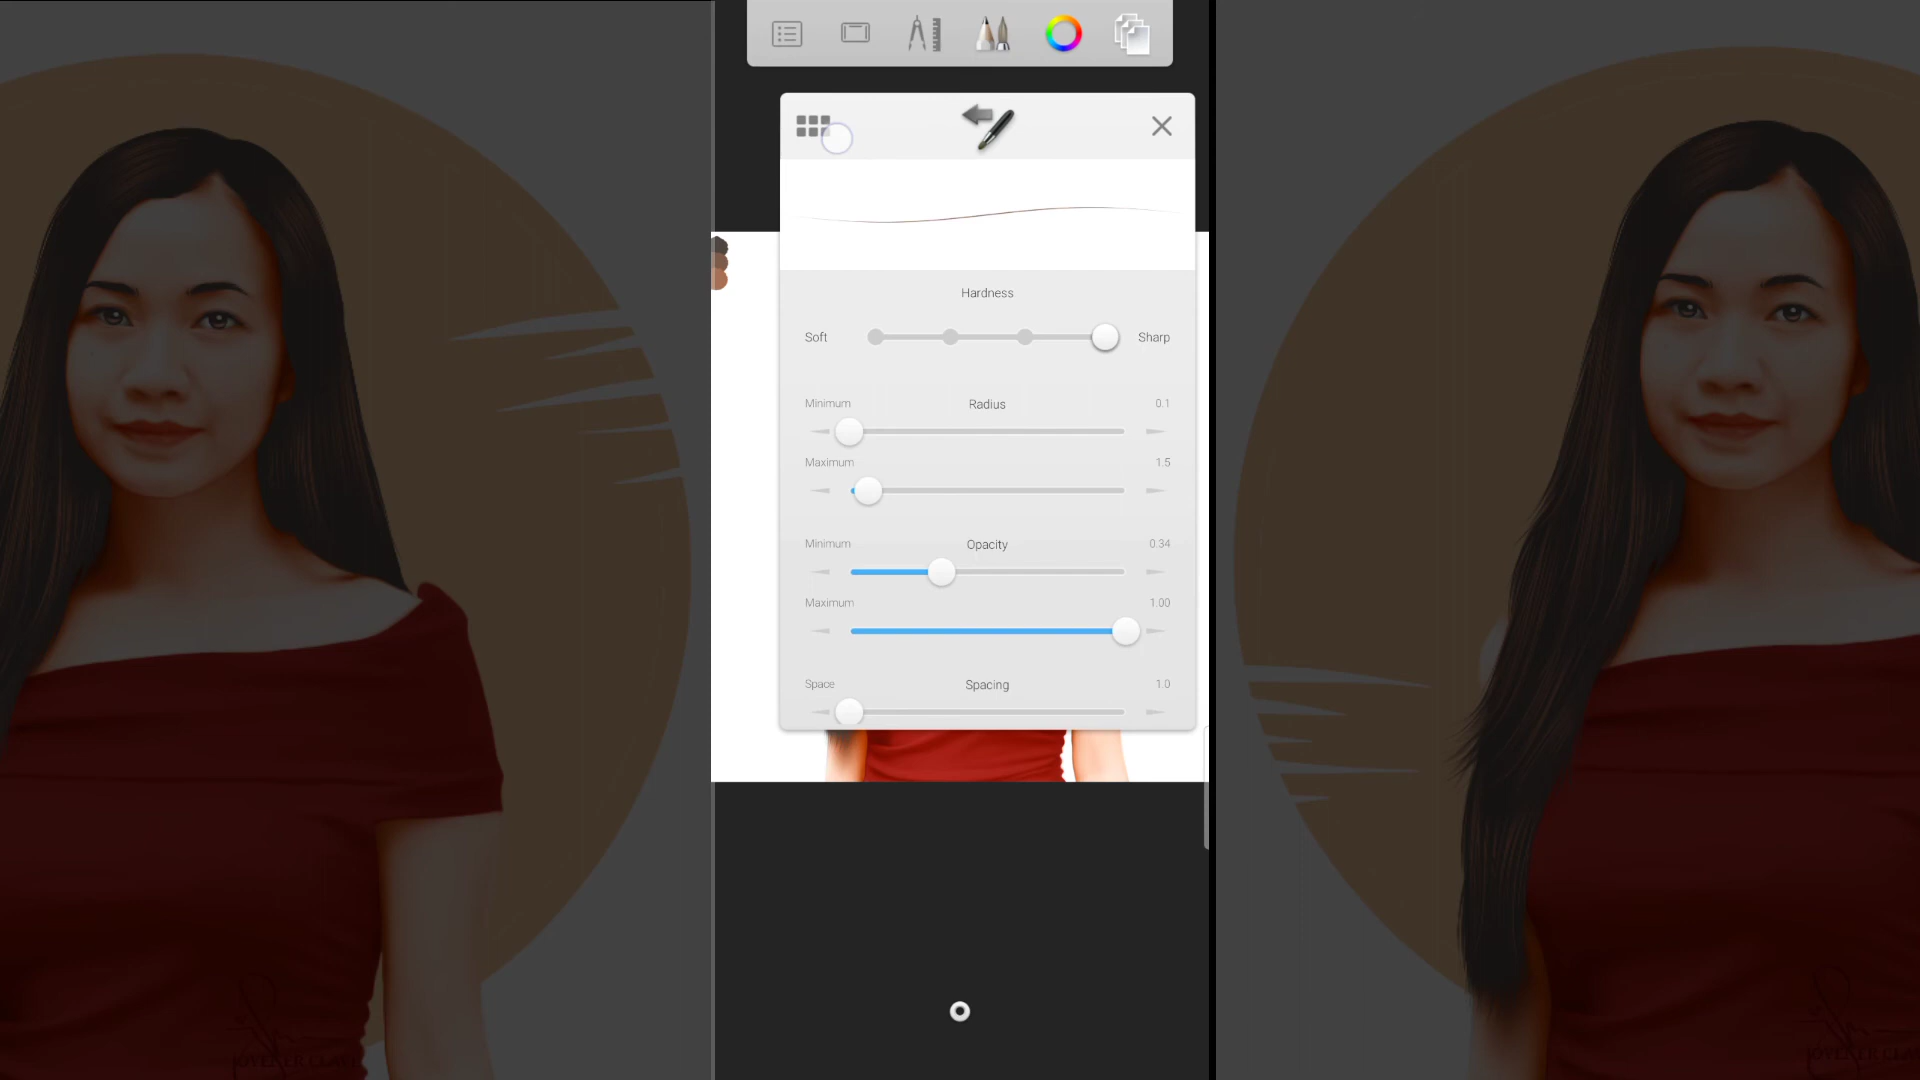 Hardness
Soft Sharp
Minimum Radius 0.1
Maximum 1.5
Minimum Opacity 0.34
Maximum 1.00
Space Spacing 1.0